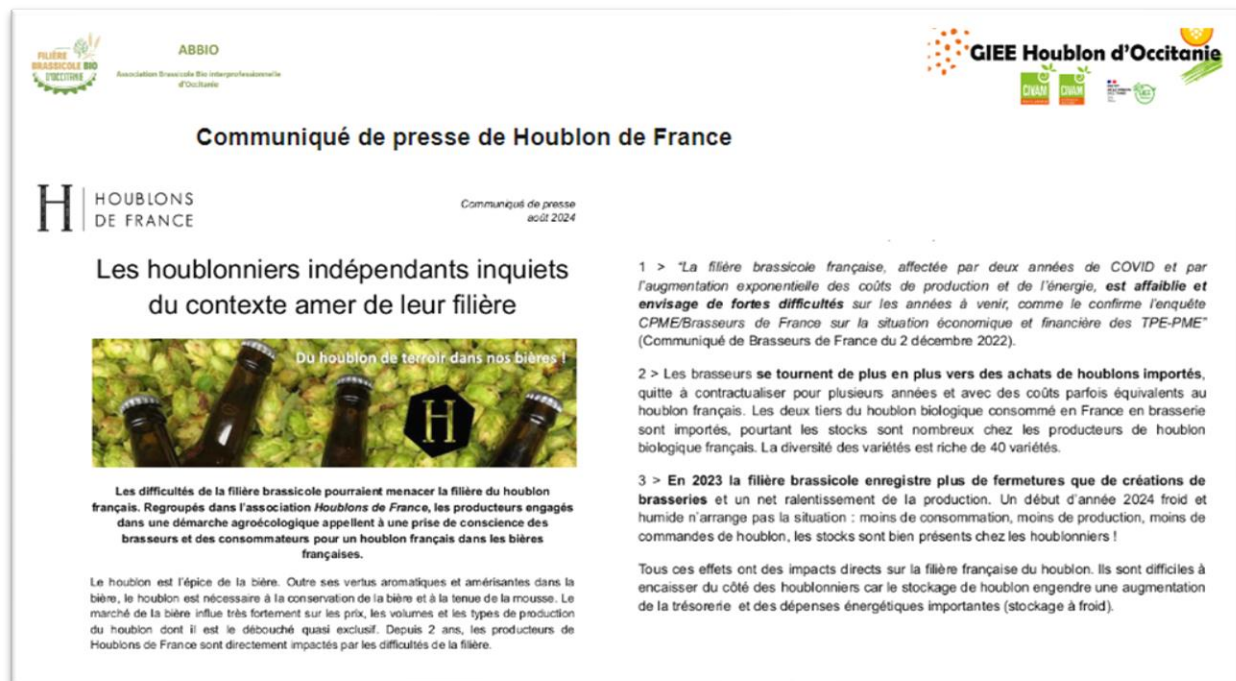 FILIÈRE
BRASSICOLE BIO
D'OCCITANIE
ABBIO
Association Brassicole Bio Interprofessionnelle
d'Occitanie
GIEE Houblon d'Occitanie
CIVAM
CIVAM
Communiqué de presse de Houblon de France
H
HOUBLONS
DE FRANCE
Communiqué de presse
août 2024
Les houblonniers indépendants inquiets
du contexte amer de leur filière
Du houblon de terroir dans nos bières !
H
Les difficultés de la filière brassicole pourraient menacer la filière du houblon
français. Regroupés dans l'association Houblons de France, les producteurs engagés
dans une démarche agroécologique appellent à une prise de conscience des
brasseurs et des consommateurs pour un houblon français dans les bières
françaises.
Le houblon est l'épice de la bière. Outre ses vertus aromatiques et amérisantes dans la
bière, le houblon est nécessaire à la conservation de la bière et à la tenue de la mousse. Le
marché de la bière influe très fortement sur les prix, les volumes et les types de production
du houblon dont il est le débouché quasi exclusif. Depuis 2 ans, les producteurs de
Houblons de France sont directement impactés par les difficultés de la filière.
1 > "La filière brassicole française, affectée par deux années de COVID et par
l'augmentation exponentielle des coûts de production et de l'énergie, est affaiblie et
envisage de fortes difficultés sur les années à venir, comme le confirme l'enquête
CPME/Brasseurs de France sur la situation économique et financière des TPE-PME"
(Communiqué de Brasseurs de France du 2 décembre 2022).
2 > Les brasseurs se tournent de plus en plus vers des achats de houblons importés,
quitte à contractualiser pour plusieurs années et avec des coûts parfois équivalents au
houblon français. Les deux tiers du houblon biologique consommé en France en brasserie
sont importés, pourtant les stocks sont nombreux chez les producteurs de houblon
biologique français. La diversité des variétés est riche de 40 variétés.
3 > En 2023 la filière brassicole enregistre plus de fermetures que de créations de
brasseries et un net ralentissement de la production. Un début d'année 2024 froid et
humide n'arrange pas la situation : moins de consommation, moins de production, moins de
commandes de houblon, les stocks sont bien présents chez les houblonniers !
Tous ces effets ont des impacts directs sur la filière française du houblon. Ils sont difficiles à
encaisser du côté des houblonniers car le stockage de houblon engendre une augmentation
de la trésorerie et des dépenses énergétiques importantes (stockage à froid).